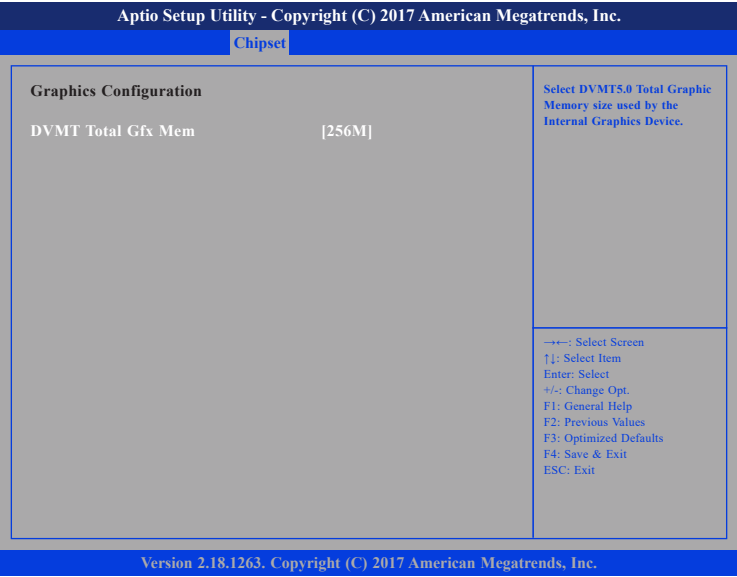 Aptio Setup Utility - Copyright (C) 2017 American Megatrends, Inc.
Chipset
Graphics Configuration
DVMT Total Gfx Mem [256M]
Select DVMT5.0 Total Graphic
Memory size used by the
Internal Graphics Device.
→←: Select Screen
↑↓: Select Item
Enter: Select
+/-: Change Opt.
F1: General Help
F2: Previous Values
F3: Optimized Defaults
F4: Save & Exit
ESC: Exit
Version 2.18.1263. Copyright (C) 2017 American Megatrends, Inc.